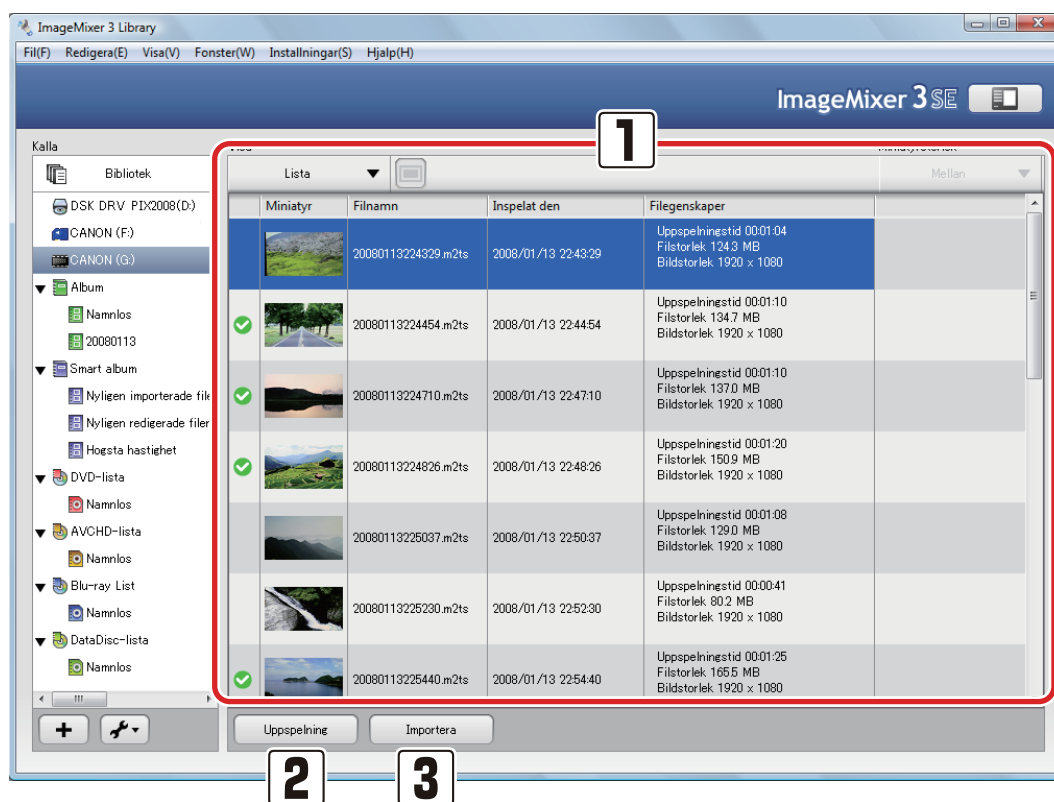 ImageMixer 3 Library
Fil(F) Redigera(E) Visa(V) Fonster(W) Installningar(S) Hjalp(H)
ImageMixer 3 SE
1
Kalla
Bibliotek
DSK DRV PIX2008(D:)
CANON (F:)
CANON (G:)
Album
Namnlos
20080113
Smart album
Nyligen importerade file
Nyligen redigerade filer
Hogsta hastighet
DVD-lista
Namnlos
AVCHD-lista
Namnlos
Blu-ray List
Namnlos
DataDisc-lista
Namnlos
Lista Mellan
Miniatyr Filnamn Inspelat den Filegenskaper
20080113224329.m2ts 2008/01/13 22:43:29
Uppspelningstid 00:01:04
Filstorlek 124.3 MB
Bildstorlek 1920 x 1080
20080113224454.m2ts 2008/01/13 22:44:54
Uppspelningstid 00:01:10
Filstorlek 134.7 MB
Bildstorlek 1920 x 1080
20080113224710.m2ts 2008/01/13 22:47:10
Uppspelningstid 00:01:10
Filstorlek 137.0 MB
Bildstorlek 1920 x 1080
20080113224826.m2ts 2008/01/13 22:48:26
Uppspelningstid 00:01:20
Filstorlek 150.9 MB
Bildstorlek 1920 x 1080
20080113225037.m2ts 2008/01/13 22:50:37
Uppspelningstid 00:01:08
Filstorlek 129.0 MB
Bildstorlek 1920 x 1080
20080113225230.m2ts 2008/01/13 22:52:30
Uppspelningstid 00:00:41
Filstorlek 80.2 MB
Bildstorlek 1920 x 1080
20080113225440.m2ts 2008/01/13 22:54:40
Uppspelningstid 00:01:25
Filstorlek 165.5 MB
Bildstorlek 1920 x 1080
Uppspelning Importera
2 3